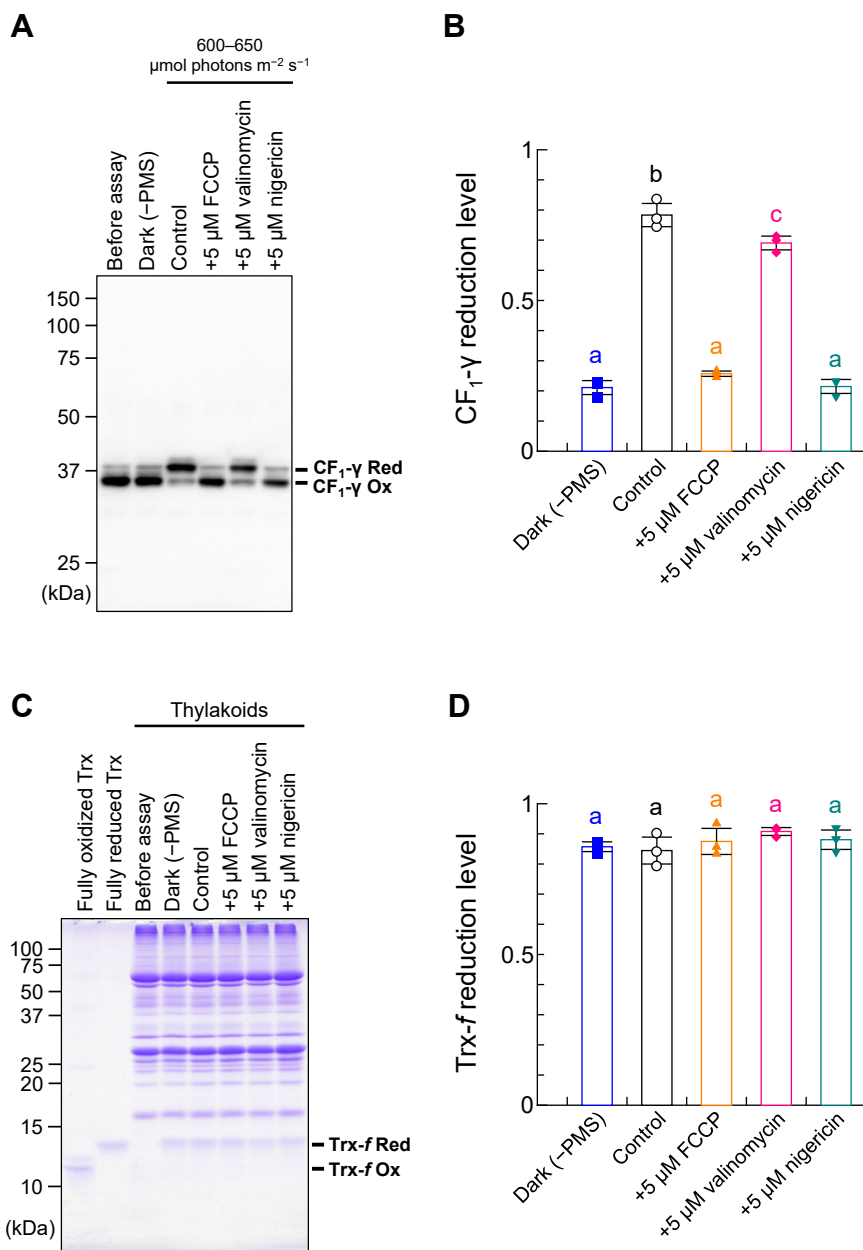 A
600–650
µmol photons m⁻² s⁻¹
Before assay
Dark (−PMS)
Control
+5 µM FCCP
+5 µM valinomycin
+5 µM nigericin
150
100
75
50
37
25
(kDa)
CF₁-γ Red
CF₁-γ Ox
B
CF₁-γ reduction level
1
0.5
0
a
b
a
c
a
Dark (−PMS)
Control
+5 µM FCCP
+5 µM valinomycin
+5 µM nigericin
C
Thylakoids
Fully oxidized Trx
Fully reduced Trx
Before assay
Dark (−PMS)
Control
+5 µM FCCP
+5 µM valinomycin
+5 µM nigericin
100
75
50
37
25
20
15
10
(kDa)
Trx-f Red
Trx-f Ox
D
Trx-f reduction level
1
0.5
0
a
a
a
a
a
Dark (−PMS)
Control
+5 µM FCCP
+5 µM valinomycin
+5 µM nigericin